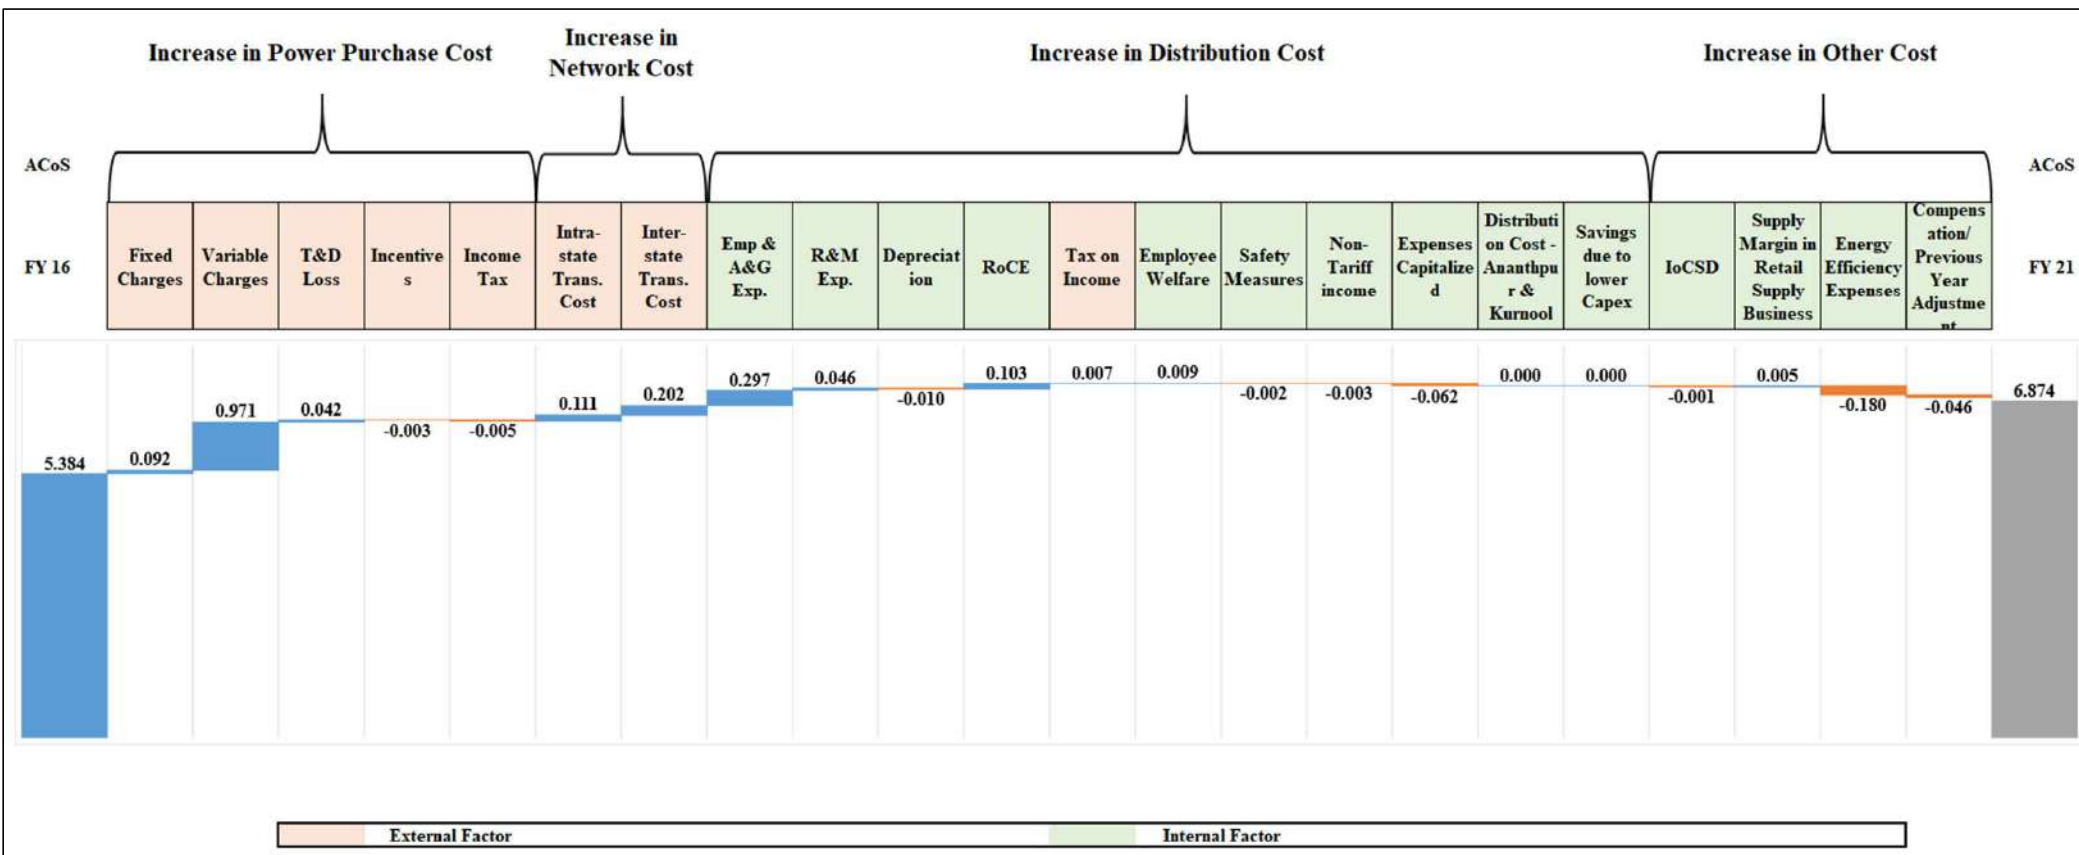 Increase in Power Purchase Cost
Increase in
Network Cost
Increase in Distribution Cost
Increase in Other Cost
ACoS
FY 16
Fixed
Charges
Variable
Charges
T&D
Loss
Incentive
s
Income
Tax
Intra-
state
Trans.
Cost
Inter-
state
Trans.
Cost
Emp &
A&G
Exp.
R&M
Exp.
Depreciat
ion
RoCE
Tax on
Income
Employee
Welfare
Safety
Measures
Non-
Tariff
income
Expenses
Capitalize
d
Distributi
on Cost -
Ananthpu
r &
Kurnool
Savings
due to
lower
Capex
IoCSD
Supply
Margin in
Retail
Supply
Business
Energy
Efficiency
Expenses
Compens
ation/
Previous
Year
Adjustme
nt
ACoS
FY 21
5.384
0.092
0.971
0.042
-0.003
-0.005
0.111
0.202
0.297
0.046
-0.010
0.103
0.007
0.009
-0.002
-0.003
-0.062
0.000
0.000
-0.001
0.005
-0.180
-0.046
6.874
External Factor
Internal Factor